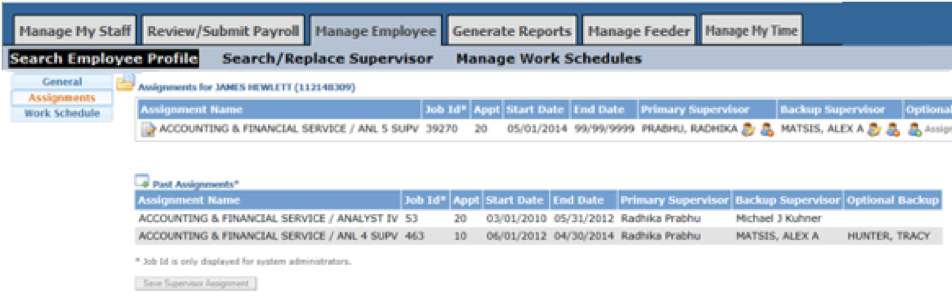 Manage My Staff Review/Submit Payroll Manage Employee Generate Reports Manage Feeder Manage My Time
Search Employee Profile Search/Replace Supervisor Manage Work Schedules
General
Assignments
Work Schedule
Assignments for JAMES HEWLETT (112148309)
Assignment Name Job Id* Appt Start Date End Date Primary Supervisor Backup Supervisor Optional
ACCOUNTING & FINANCIAL SERVICE / ANL 5 SUPV 39270 20 05/01/2014 99/99/9999 PRABHU, RADHIKA MATSIS, ALEX A Assign
Past Assignments*
Assignment Name Job Id* Appt Start Date End Date Primary Supervisor Backup Supervisor Optional Backup
ACCOUNTING & FINANCIAL SERVICE / ANALYST IV 53 20 03/01/2010 05/31/2012 Radhika Prabhu Michael J Kuhner
ACCOUNTING & FINANCIAL SERVICE / ANL 4 SUPV 463 10 06/01/2012 04/30/2014 Radhika Prabhu MATSIS, ALEX A HUNTER, TRACY
* Job Id is only displayed for system administrators.
Save Supervisor Assignment